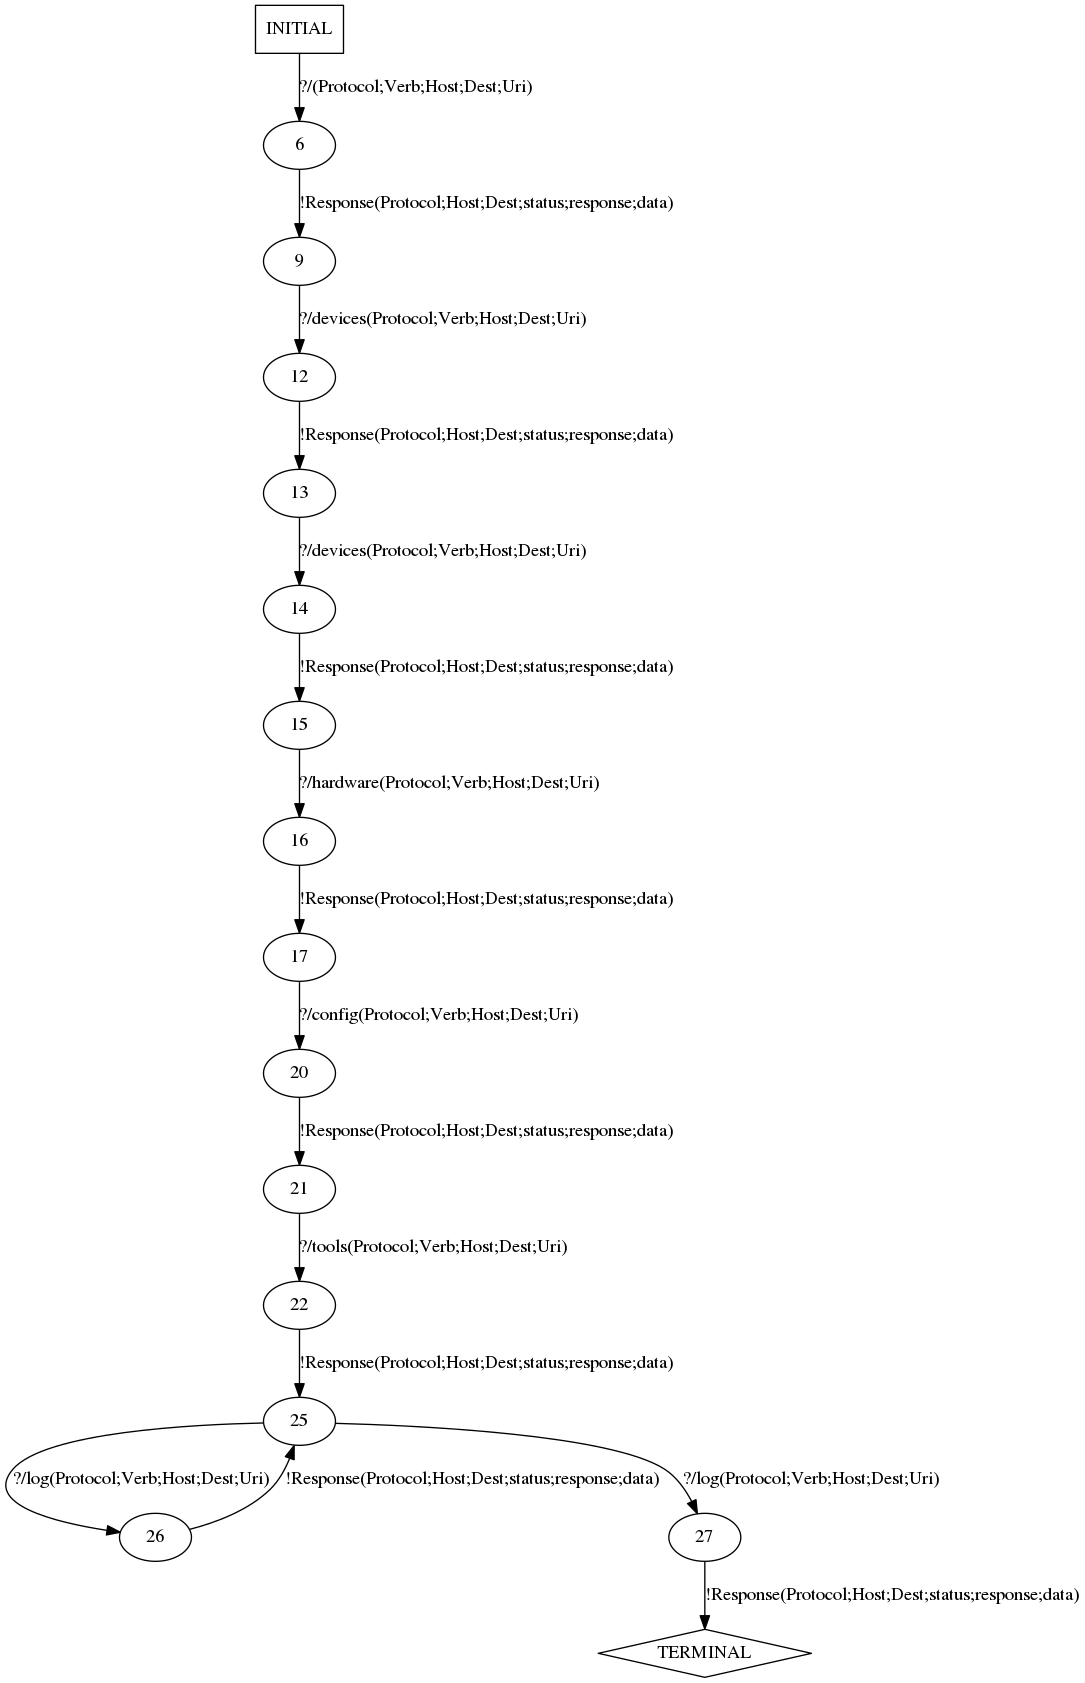 INITIAL
?/(Protocol;Verb;Host;Dest;Uri)
6
!Response(Protocol;Host;Dest;status;response;data)
9
?/devices(Protocol;Verb;Host;Dest;Uri)
12
!Response(Protocol;Host;Dest;status;response;data)
13
?/devices(Protocol;Verb;Host;Dest;Uri)
14
!Response(Protocol;Host;Dest;status;response;data)
15
?/hardware(Protocol;Verb;Host;Dest;Uri)
16
!Response(Protocol;Host;Dest;status;response;data)
17
?/config(Protocol;Verb;Host;Dest;Uri)
20
!Response(Protocol;Host;Dest;status;response;data)
21
?/tools(Protocol;Verb;Host;Dest;Uri)
22
!Response(Protocol;Host;Dest;status;response;data)
25
?/log(Protocol;Verb;Host;Dest;Uri)
!Response(Protocol;Host;Dest;status;response;data)
?/log(Protocol;Verb;Host;Dest;Uri)
26
27
!Response(Protocol;Host;Dest;status;response;data)
TERMINAL